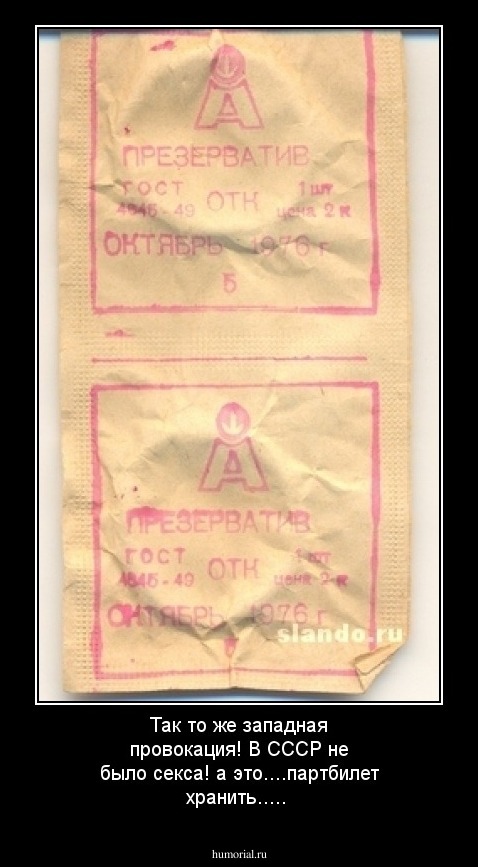 А
ПРЕЗЕРВАТИВ
ГОСТ ОТК 1 шт
4645-49 цена 2 к
ОКТЯБРЬ 1976 г
Б
А
ПРЕЗЕРВАТИВ
ГОСТ ОТК 1 шт
4645-49 цена 2 к
ОКТЯБРЬ 1976 г.
slando.ru
Так то же западная
провокация! В СССР не
было секса! а это....партбилет
хранить.....
humorial.ru